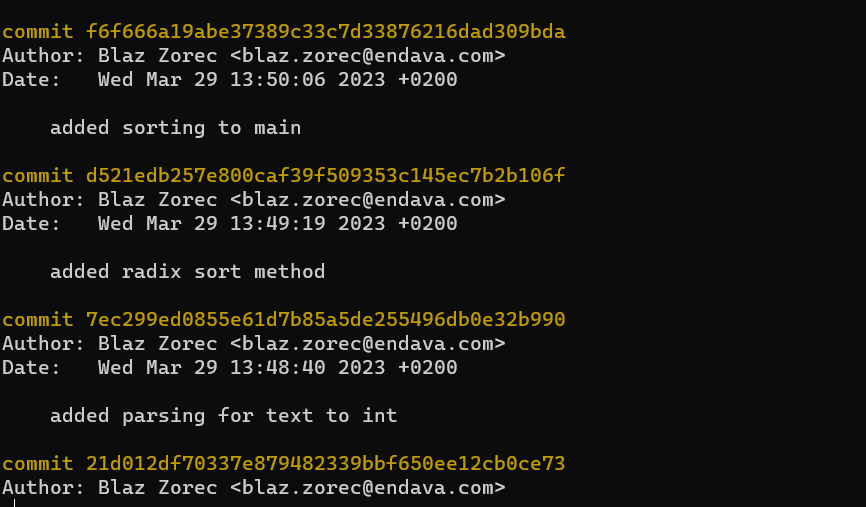 commit f6f666a19abe37389c33c7d33876216dad309bda
Author: Blaz Zorec <blaz.zorec@endava.com>
Date:   Wed Mar 29 13:50:06 2023 +0200
added sorting to main
commit d521edb257e800caf39f509353c145ec7b2b106f
Author: Blaz Zorec <blaz.zorec@endava.com>
Date:   Wed Mar 29 13:49:19 2023 +0200
added radix sort method
commit 7ec299ed0855e61d7b85a5de255496db0e32b990
Author: Blaz Zorec <blaz.zorec@endava.com>
Date:   Wed Mar 29 13:48:40 2023 +0200
added parsing for text to int
commit 21d012df70337e879482339bbf650ee12cb0ce73
Author: Blaz Zorec <blaz.zorec@endava.com>